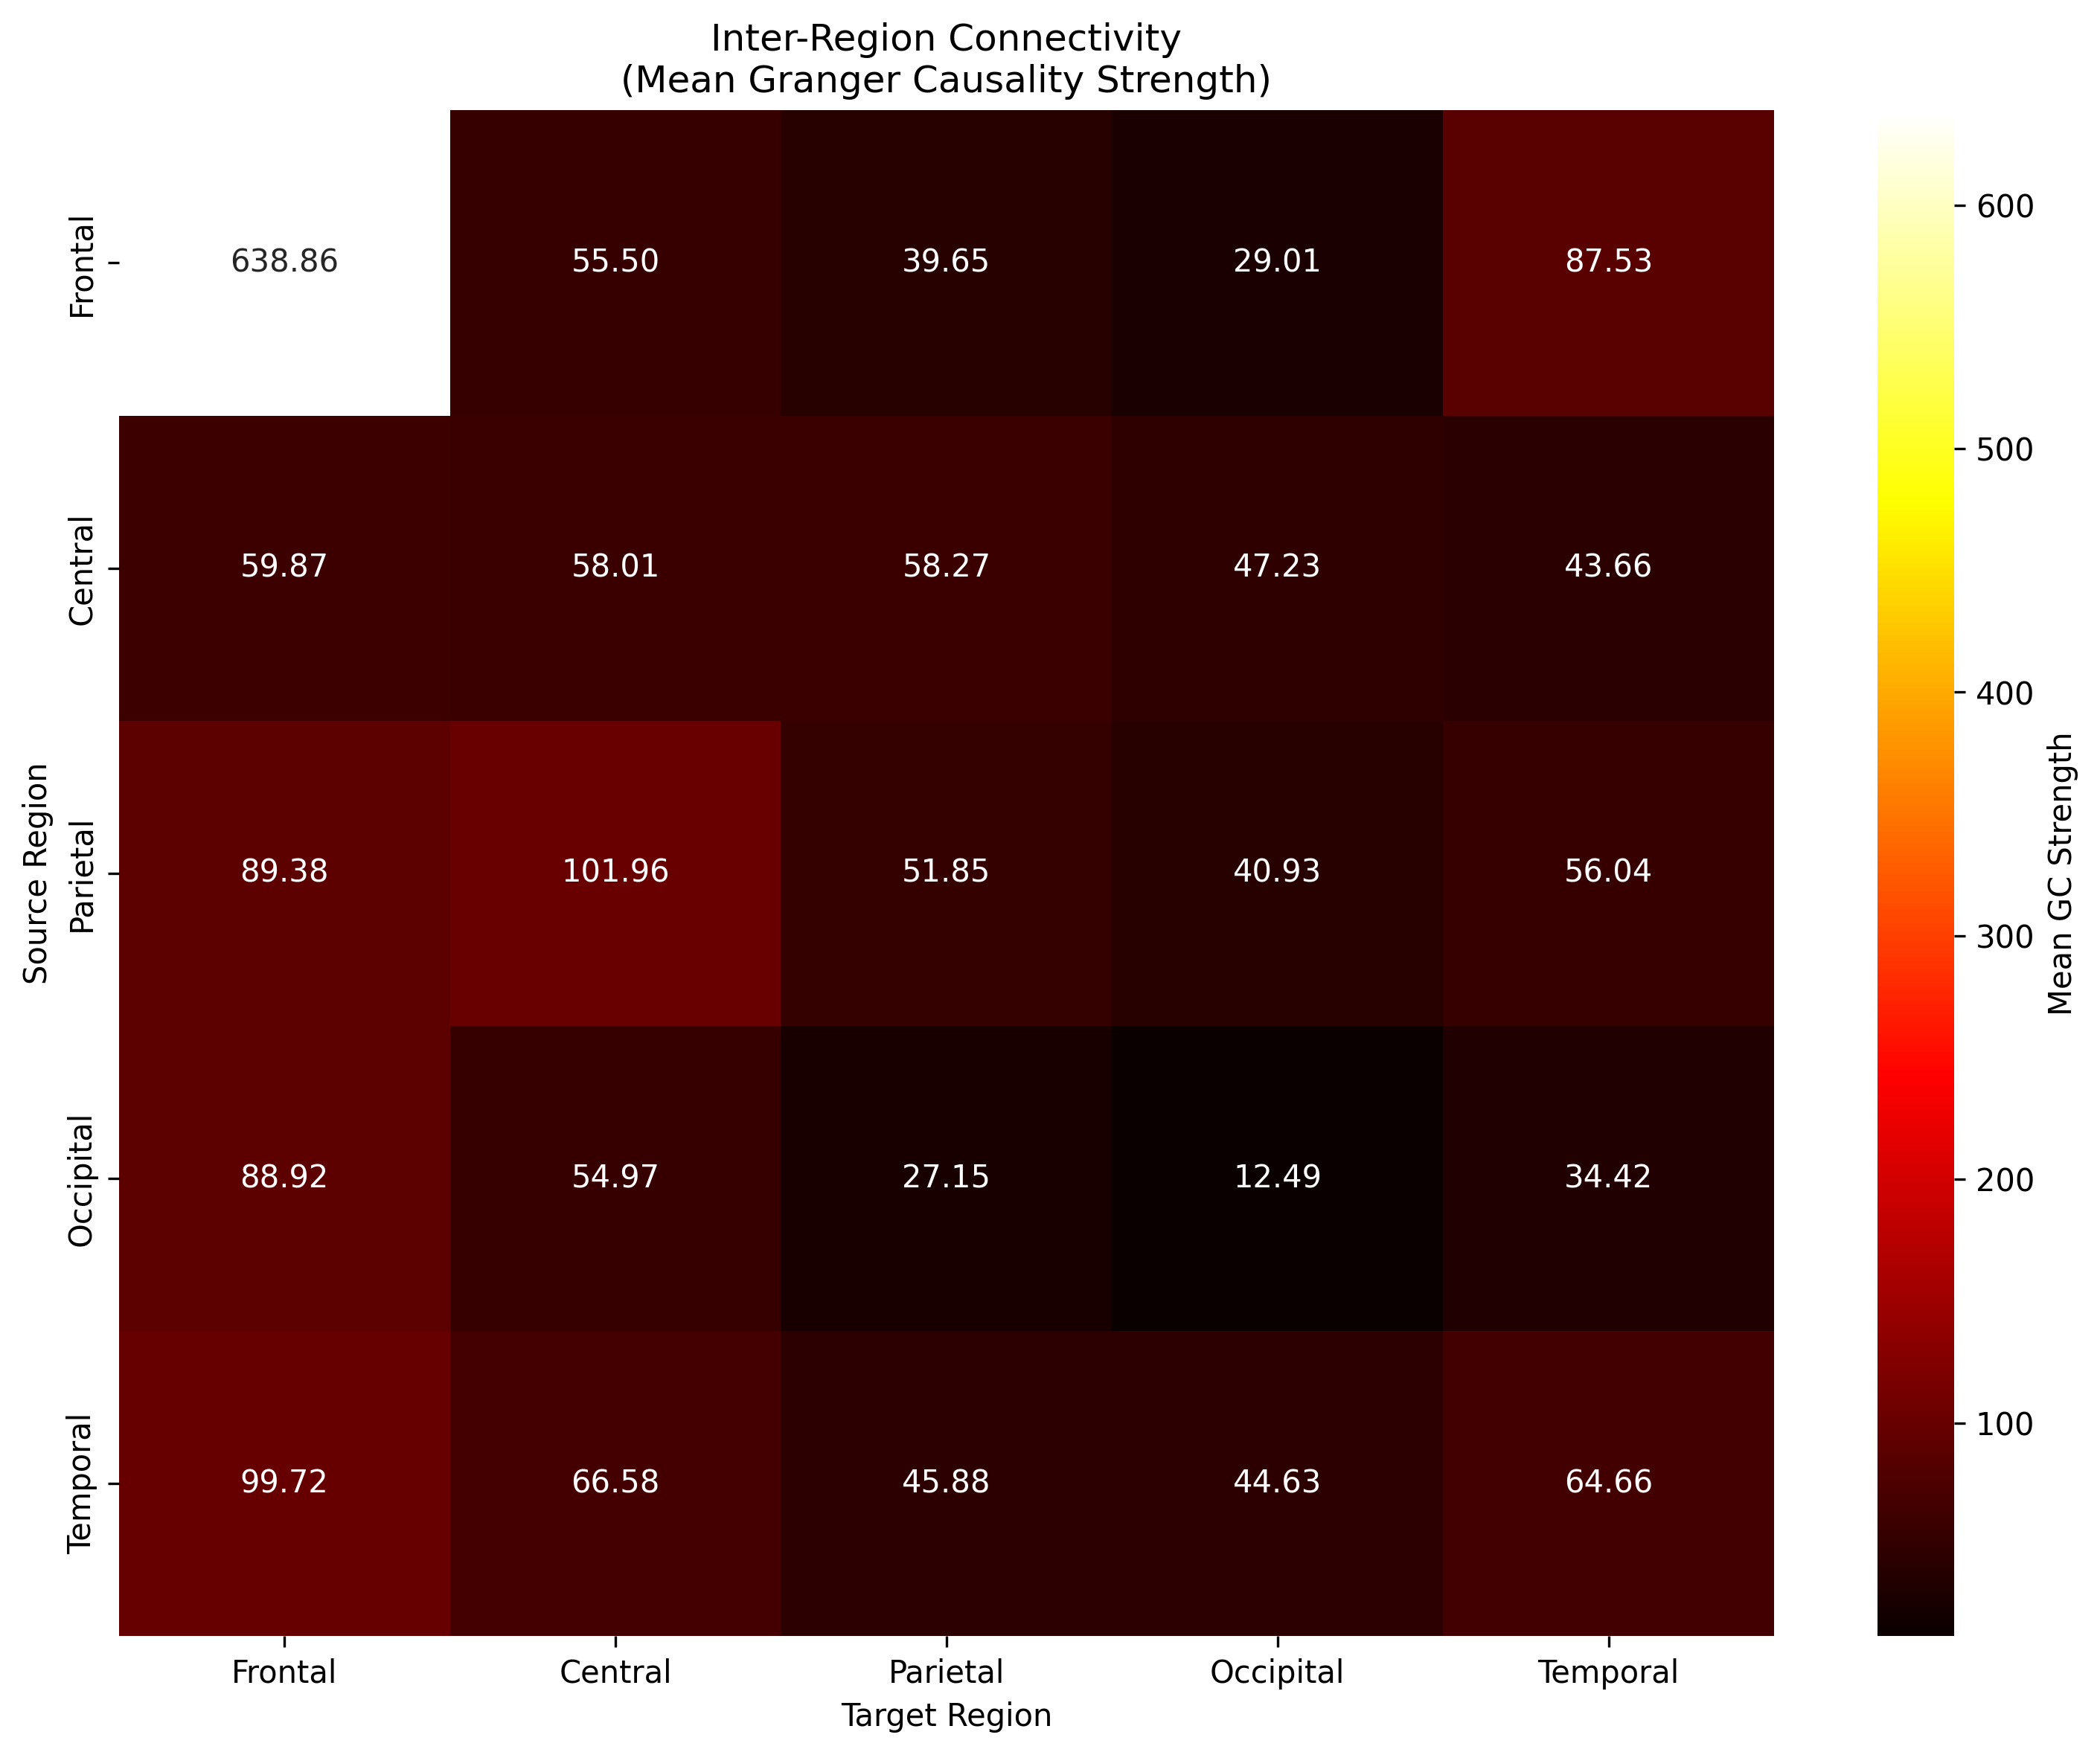 Inter-Region Connectivity
(Mean Granger Causality Strength)
Source Region
Frontal
638.86 55.50 39.65 29.01 87.53
Central
59.87 58.01 58.27 47.23 43.66
Parietal
89.38 101.96 51.85 40.93 56.04
Occipital
88.92 54.97 27.15 12.49 34.42
Temporal
99.72 66.58 45.88 44.63 64.66
Frontal Central Parietal Occipital Temporal
Target Region
600
500
400
300
200
100
Mean GC Strength